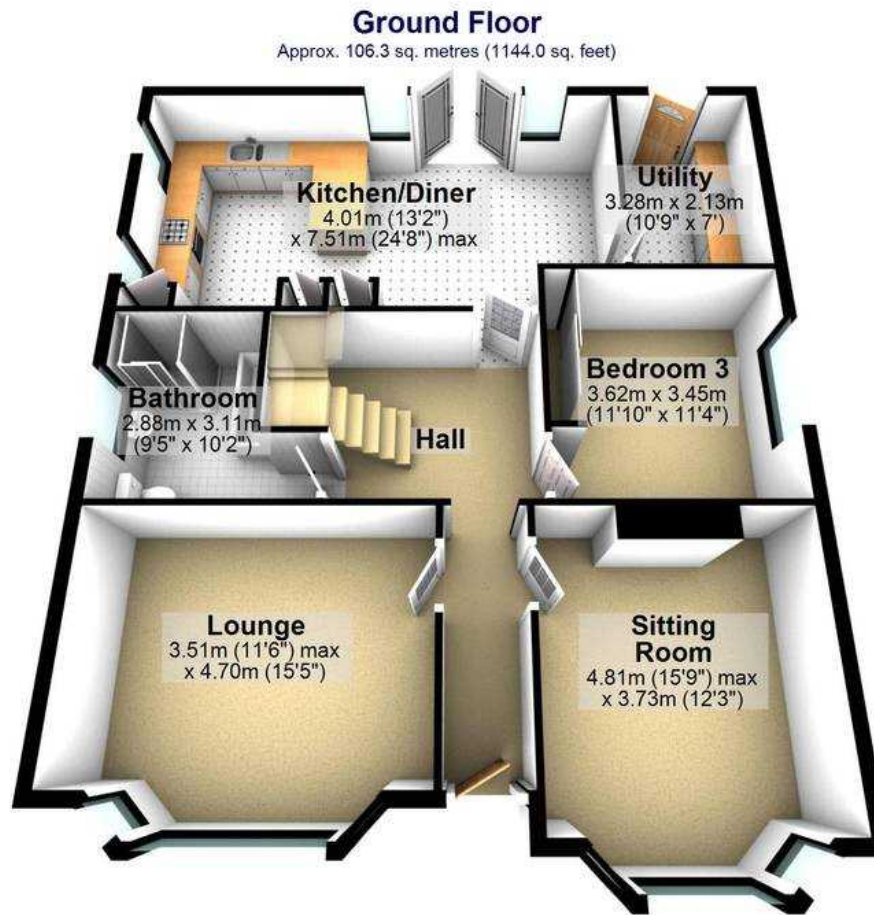 Ground Floor
Approx. 106.3 sq. metres (1144.0 sq. feet)
Kitchen/Diner
4.01m (13'2")
x 7.51m (24'8") max
Utility
3.28m x 2.13m
(10'9" x 7')
Bedroom 3
3.62m x 3.45m
(11'10" x 11'4")
Bathroom
2.88m x 3.11m
(9'5" x 10'2")
Hall
Lounge
3.51m (11'6") max
x 4.70m (15'5")
Sitting
Room
4.81m (15'9") max
x 3.73m (12'3")